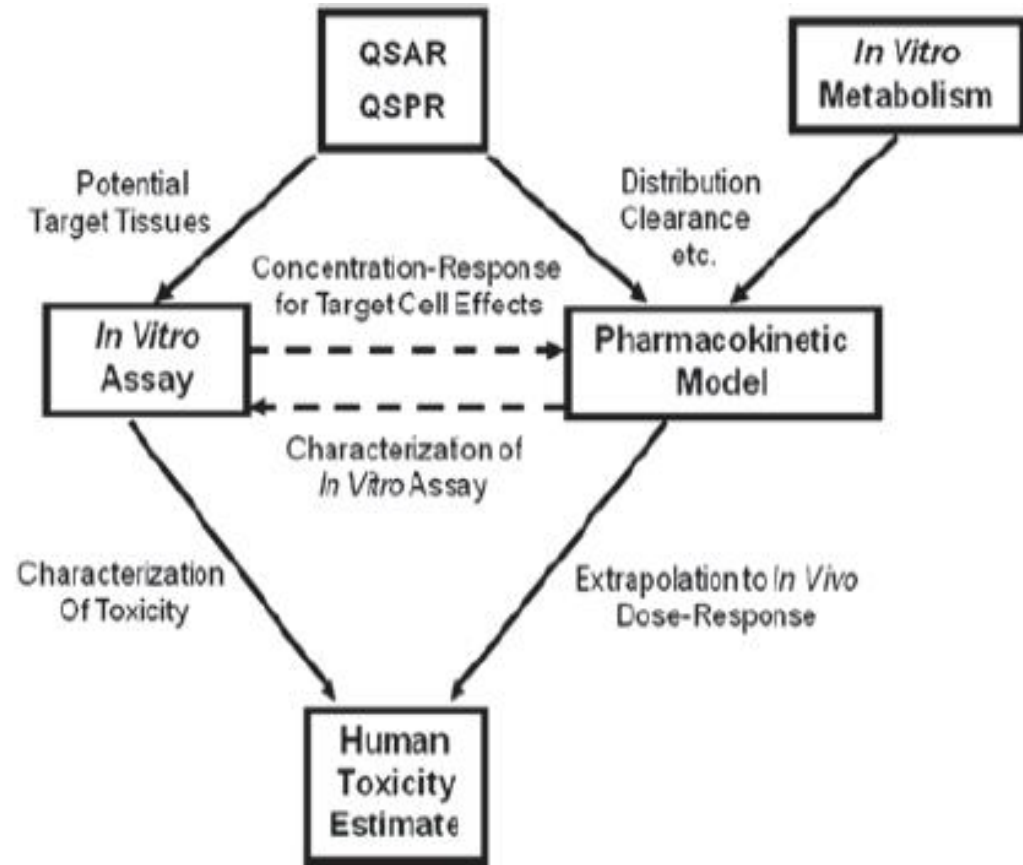 QSAR
QSPR
In Vitro
Metabolism
Potential
Target Tissues
Distribution
Clearance
etc.
Concentration-Response
for Target Cell Effects
In Vitro
Assay
Pharmacokinetic
Model
Characterization of
In Vitro Assay
Characterization
Of Toxicity
Extrapolation to In Vivo
Dose-Response
Human
Toxicity
Estimate